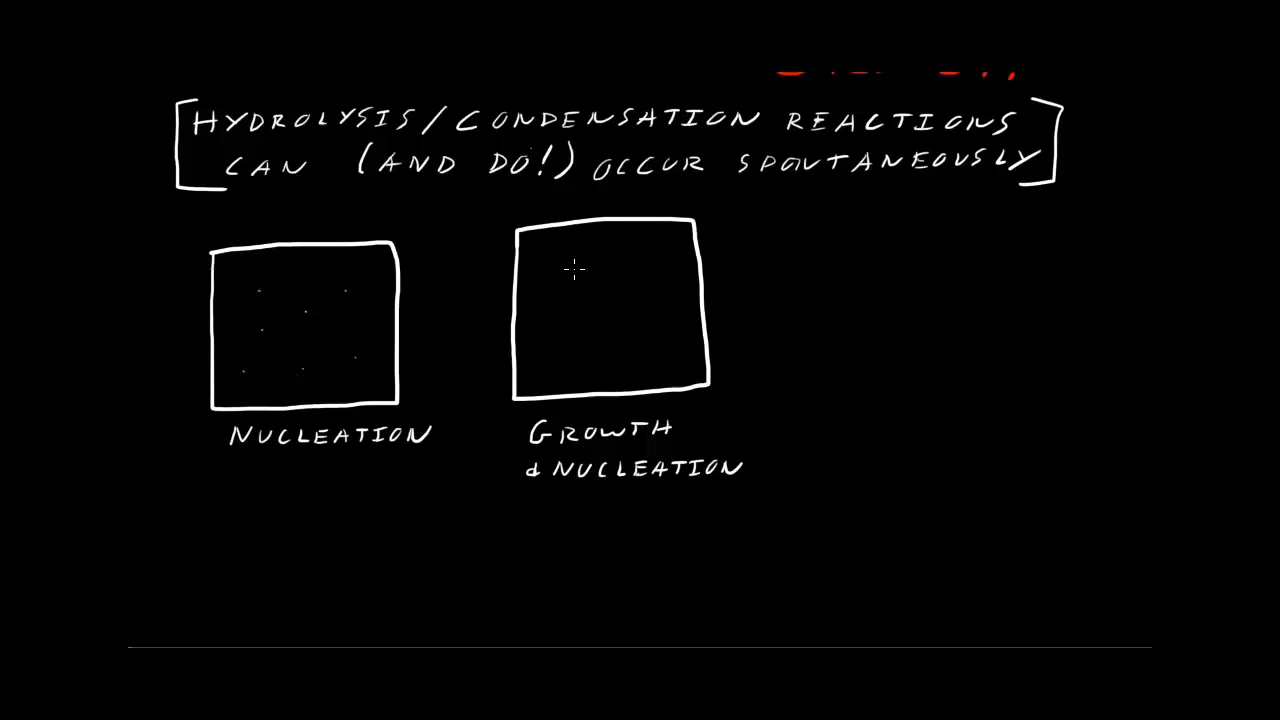 HYDROLYSIS/CONDENSATION REACTIONS
CAN (AND DO!) OCCUR SPONTANEOUSLY
NUCLEATION
GROWTH
& NUCLEATION